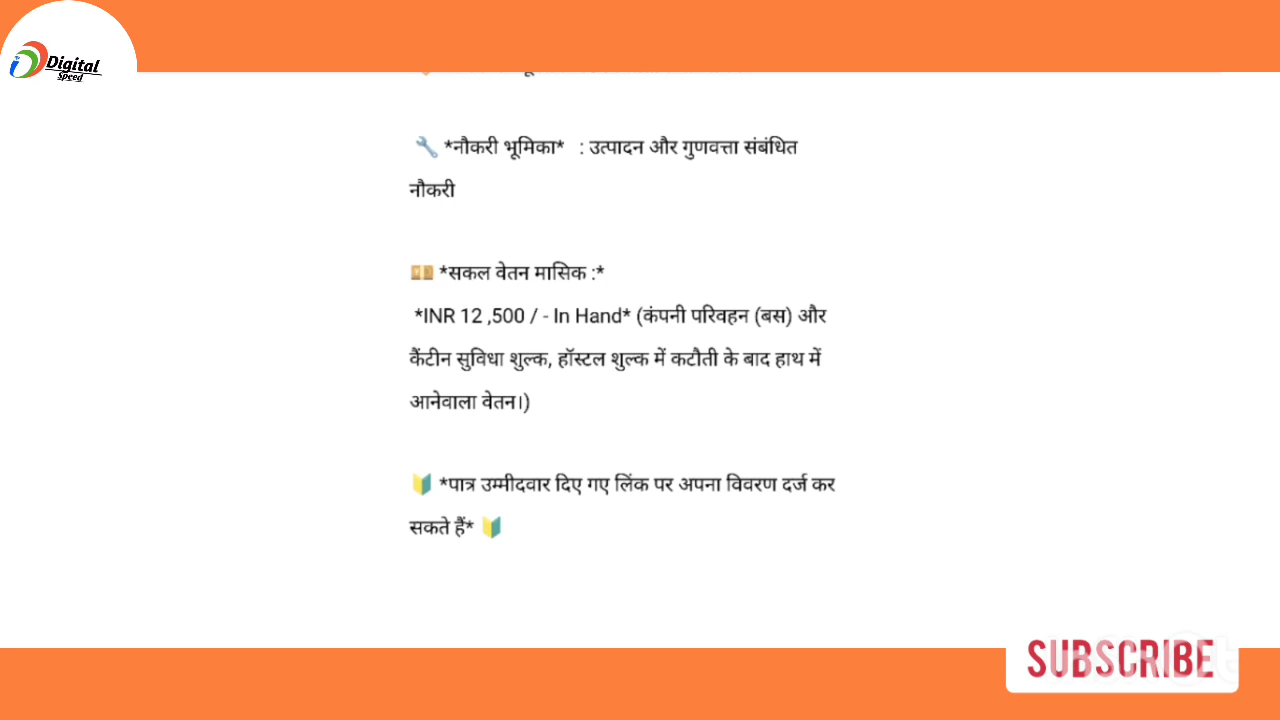 Digital
Speed
🔧 *नौकरी भूमिका* : उत्पादन और गुणवत्ता संबंधित
नौकरी
💴 *सकल वेतन मासिक :*
*INR 12 ,500 / - In Hand* (कंपनी परिवहन (बस) और
कैंटीन सुविधा शुल्क, हॉस्टल शुल्क में कटौती के बाद हाथ में
आनेवाला वेतन।)
🔰 *पात्र उम्मीदवार दिए गए लिंक पर अपना विवरण दर्ज कर
सकते हैं* 🔰
SUBSCRIBE